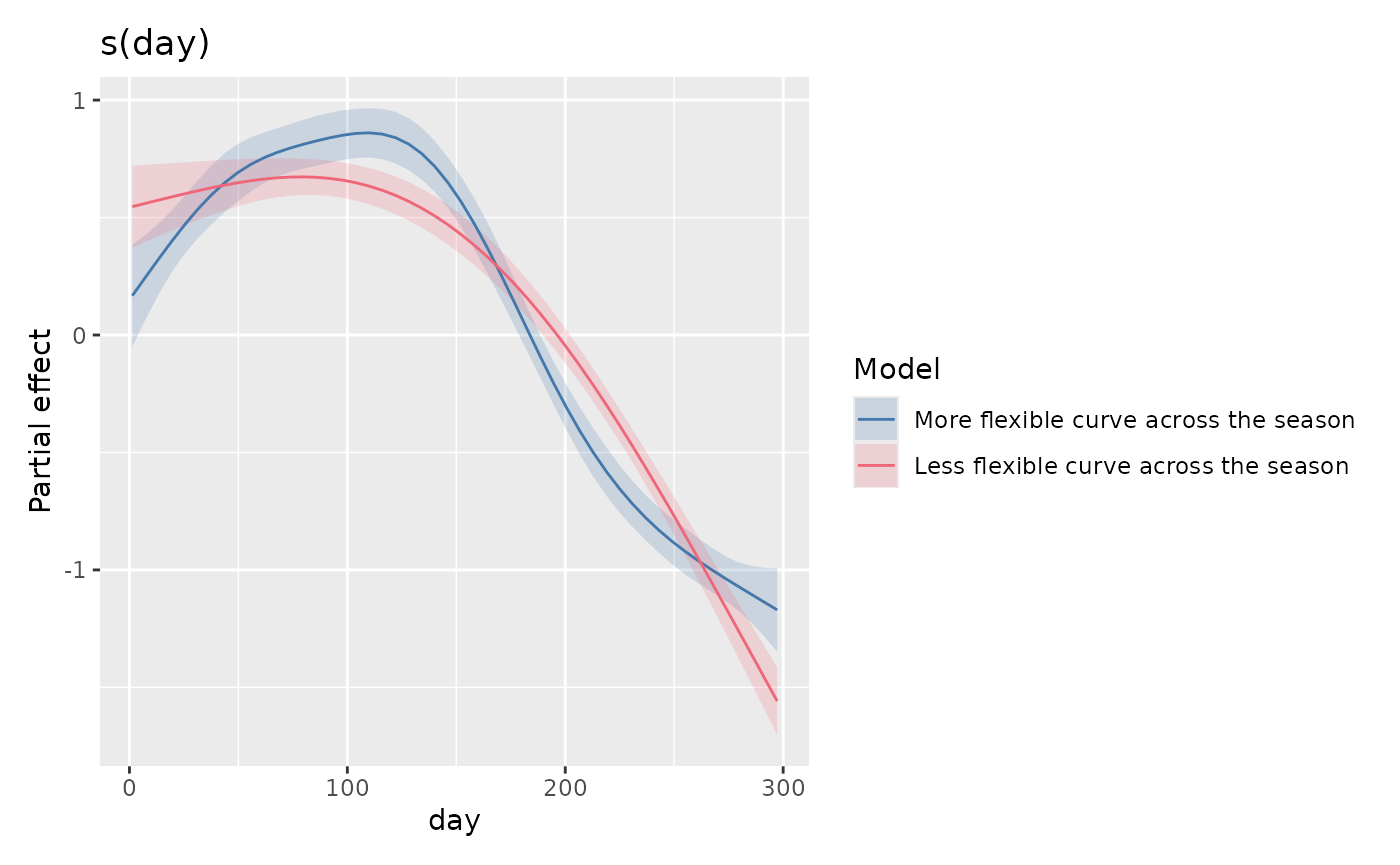 s(day)
1
0
-1
Partial effect
0 100 200 300
day
Model
More flexible curve across the season
Less flexible curve across the season